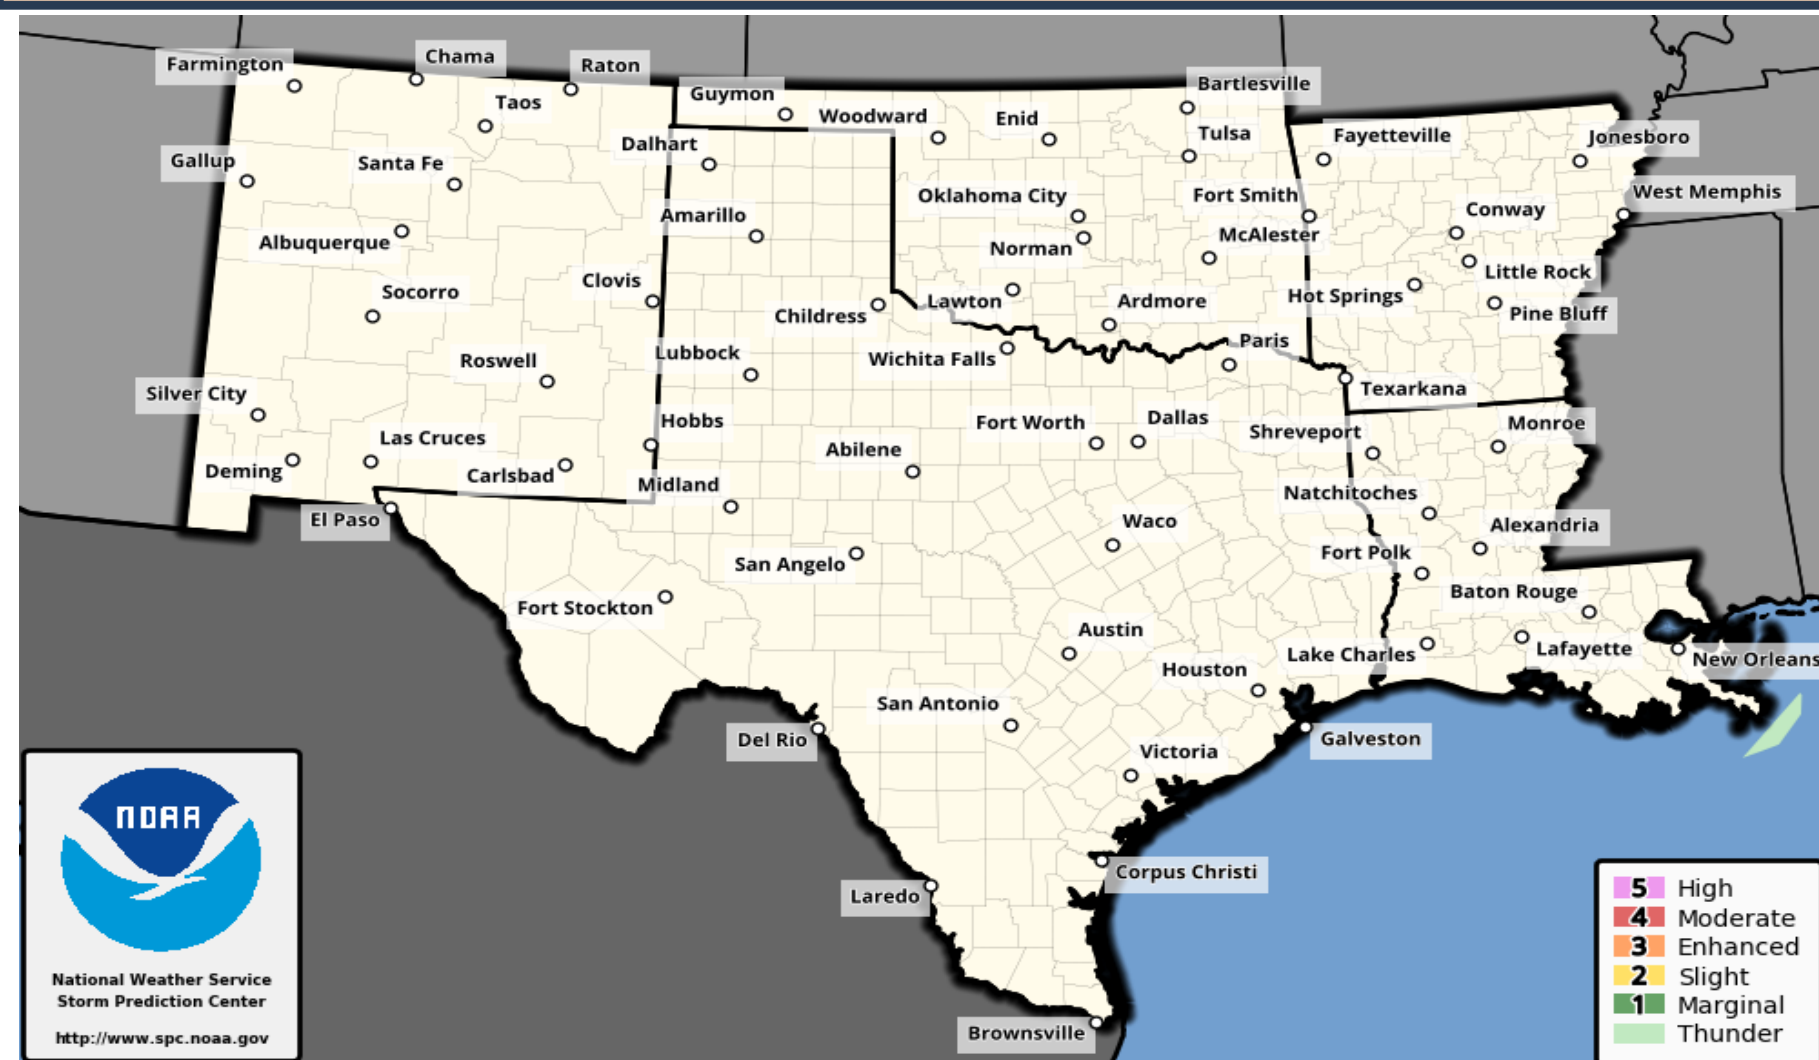 Farmington
Chama
Raton
Taos
Guymon
Woodward
Enid
Bartlesville
Tulsa
Fayetteville
Jonesboro
Gallup
Santa Fe
Dalhart
Oklahoma City
Fort Smith
West Memphis
Conway
Amarillo
Albuquerque
Norman
McAlester
Little Rock
Socorro
Clovis
Childress
Lawton
Ardmore
Hot Springs
Pine Bluff
Roswell
Lubbock
Wichita Falls
Paris
Texarkana
Silver City
Hobbs
Fort Worth
Dallas
Shreveport
Monroe
Las Cruces
Deming
Carlsbad
Midland
Abilene
Natchitoches
El Paso
San Angelo
Waco
Alexandria
Fort Polk
Fort Stockton
Baton Rouge
Austin
Lake Charles
Lafayette
New Orleans
Houston
San Antonio
Del Rio
Victoria
Galveston
Corpus Christi
Laredo
Brownsville
NOAA
National Weather Service
Storm Prediction Center
http://www.spc.noaa.gov
5 High
4 Moderate
3 Enhanced
2 Slight
1 Marginal
Thunder